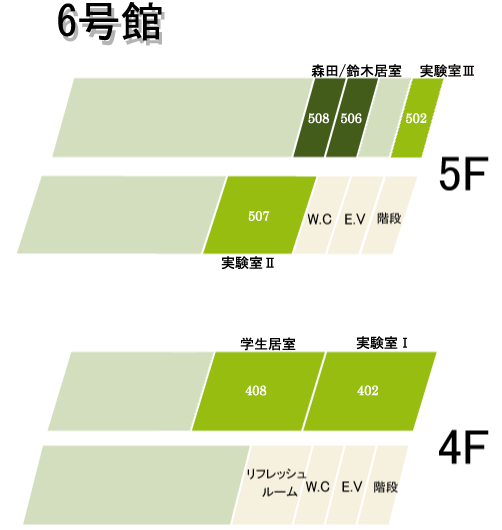 6号館
森田/鈴木居室 実験室Ⅲ
508 506 502
5F
507 W.C E.V 階段
実験室Ⅱ
学生居室 実験室Ⅰ
408 402
4F
リフレッシュ
ルーム W.C E.V 階段